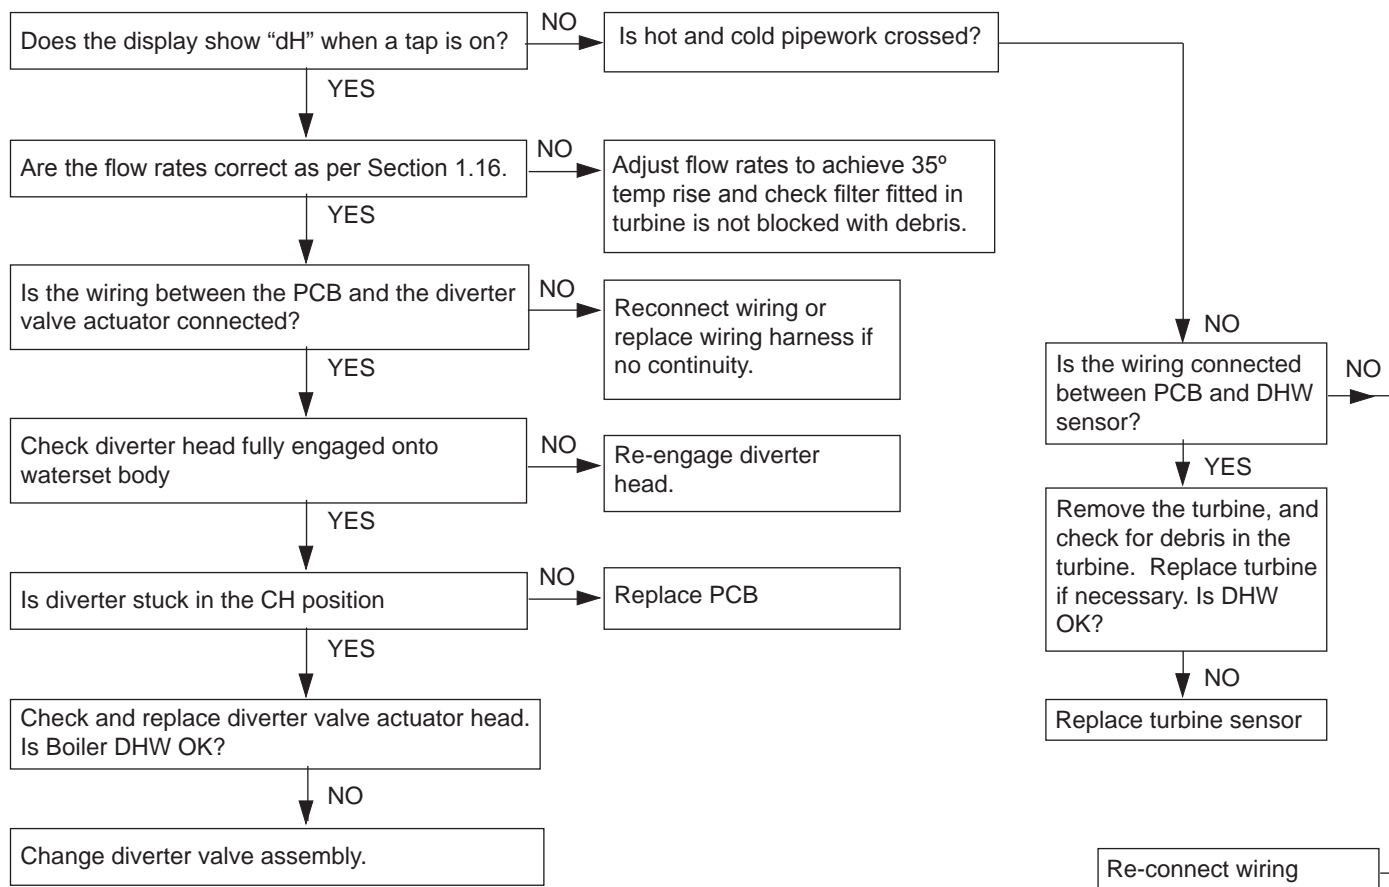 Does the display show “dH” when a tap is on?
NO
Is hot and cold pipework crossed?
YES
Are the flow rates correct as per Section 1.16.
NO
Adjust flow rates to achieve 35º
temp rise and check filter fitted in
turbine is not blocked with debris.
YES
Is the wiring between the PCB and the diverter
valve actuator connected?
NO
Reconnect wiring or
replace wiring harness if
no continuity.
YES
Check diverter head fully engaged onto
waterset body
NO
Re-engage diverter
head.
YES
Is diverter stuck in the CH position
NO
Replace PCB
YES
Check and replace diverter valve actuator head.
Is Boiler DHW OK?
NO
Change diverter valve assembly.
NO
Is the wiring connected
between PCB and DHW
sensor?
NO
YES
Remove the turbine, and
check for debris in the
turbine.  Replace turbine
if necessary. Is DHW
OK?
NO
Replace turbine sensor
Re-connect wiring